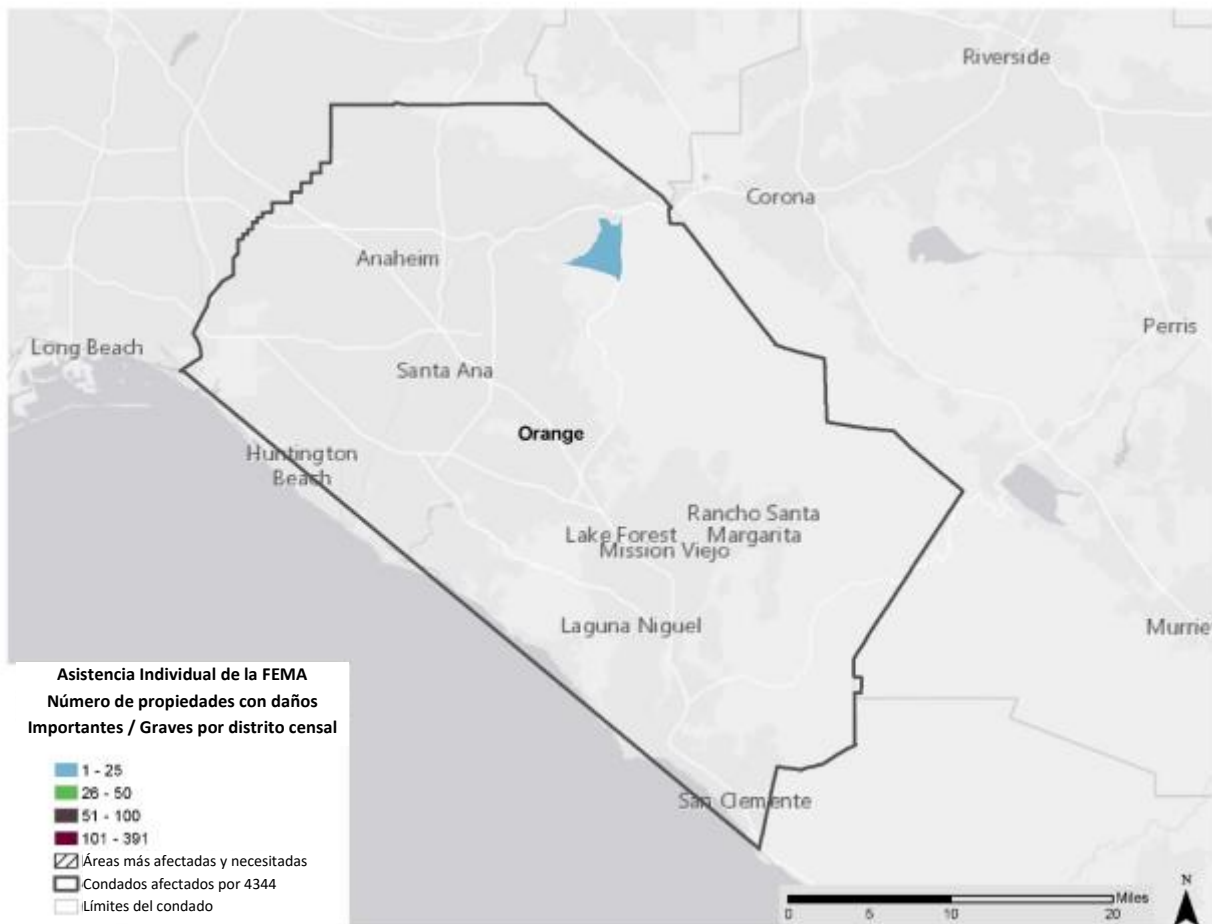 Riverside
Corona
Anaheim
Perris
Long Beach
Santa Ana
Orange
Huntington
Beach
Rancho Santa
Lake Forest Margarita
Mission Viejo
Laguna Niguel
Murrie
San Clemente
Asistencia Individual de la FEMA
Número de propiedades con daños
Importantes / Graves por distrito censal
1 - 25
26 - 50
51 - 100
101 - 391
Áreas más afectadas y necesitadas
Condados afectados por 4344
Límites del condado
Miles
0 5 10 20
N